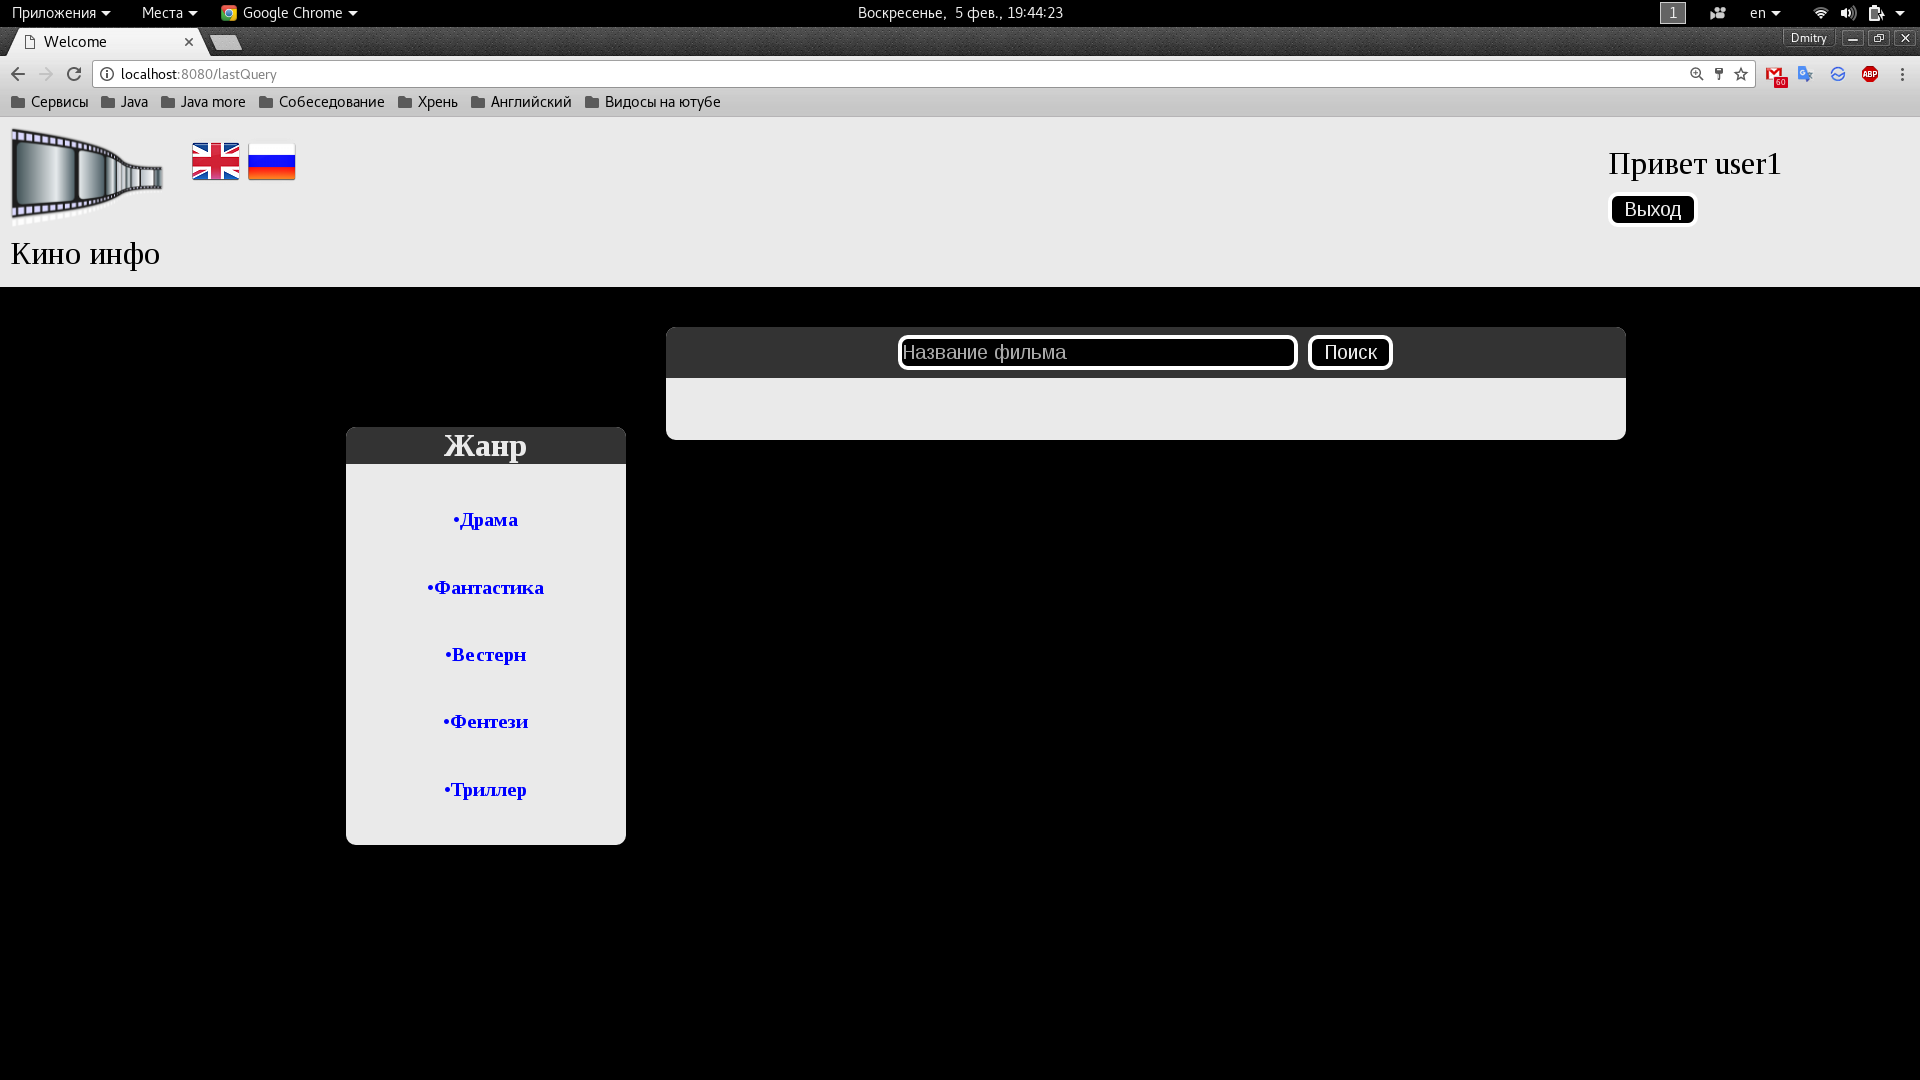 Приложения Места Google Chrome Воскресенье, 5 фев., 19:44:23 1 en
Welcome Dmitry
localhost:8080/lastQuery 60 ABP
Сервисы Java Java more Собеседование Хрень Английский Видосы на ютубе
Привет user1
Выход
Кино инфо
Название фильма Поиск
Жанр
•Драма
•Фантастика
•Вестерн
•Фентези
•Триллер